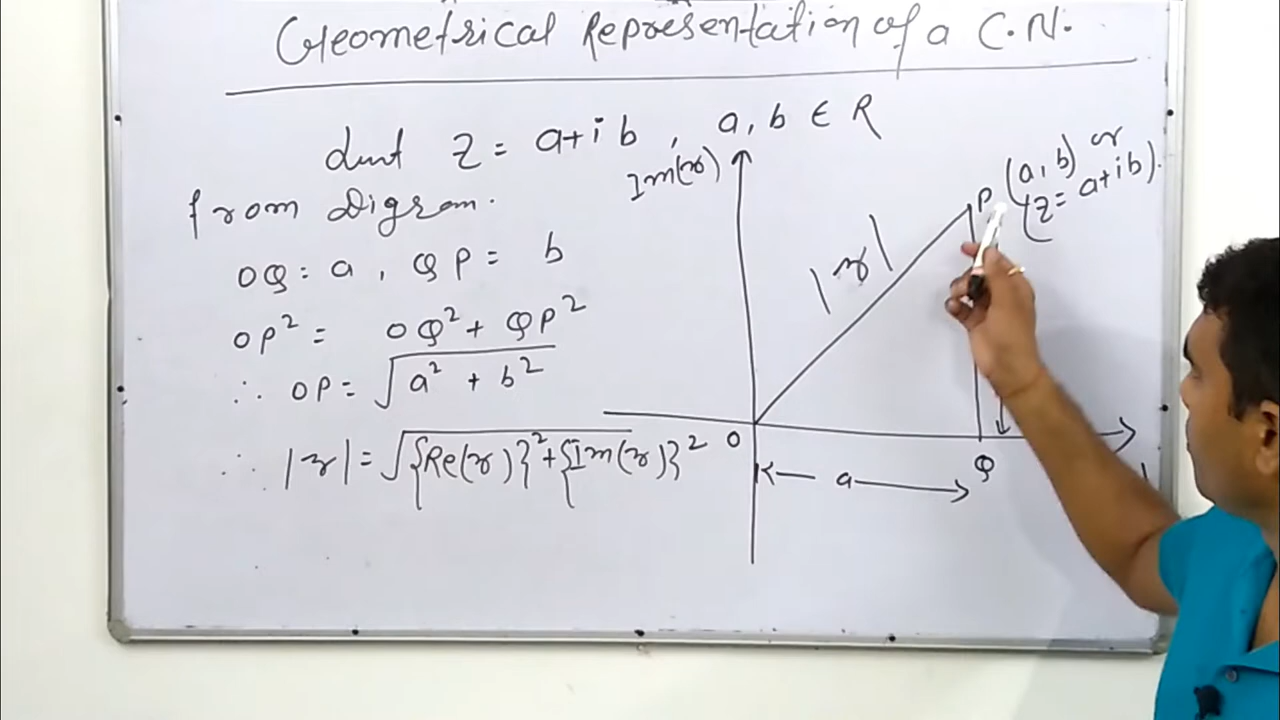 Geometrical Representation of a C.N.
Z = a+ib , a, b ∈ R
from Digram.
OQ = a , QP = b
OP² = OQ² + QP²
∴ OP = √a² + b²
∴ |z| = √{Re(z)}² + {Im(z)}²
Im(z)
|z|
P (a, b) or
(z = a+ib).
O
Q
a